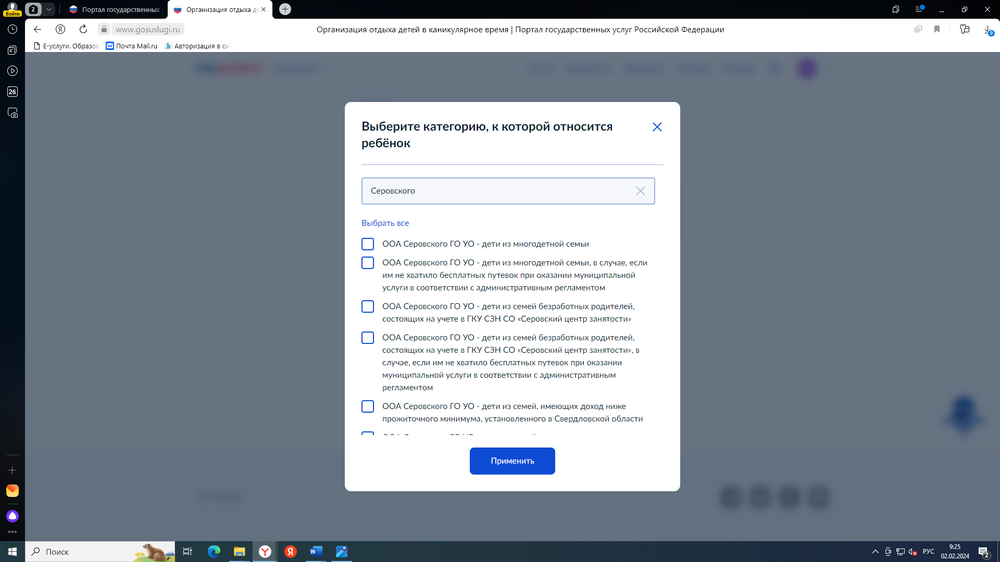 Войти
2
Портал государственных
Организация отдыха де
www.gosuslugi.ru
Организация отдыха детей в каникулярное время | Портал государственных услуг Российской Федерации
9
Е-услуги. Образов
Почта Mail.ru
Авторизация в си
26
Выберите категорию, к которой относится
ребёнок
Серовского
Выбрать все
ООА Серовского ГО УО - дети из многодетной семьи
ООА Серовского ГО УО - дети из многодетной семьи, в случае, если
им не хватило бесплатных путевок при оказании муниципальной
услуги в соответствии с административным регламентом
ООА Серовского ГО УО - дети из семей безработных родителей,
состоящих на учете в ГКУ СЗН СО «Серовский центр занятости»
ООА Серовского ГО УО - дети из семей безработных родителей,
состоящих на учете в ГКУ СЗН СО «Серовский центр занятости», в
случае, если им не хватило бесплатных путевок при оказании
муниципальной услуги в соответствии с административным
регламентом
ООА Серовского ГО УО - дети из семей, имеющих доход ниже
прожиточного минимума, установленного в Свердловской области
Применить
Поиск
РУС
9:25
02.02.2024
2